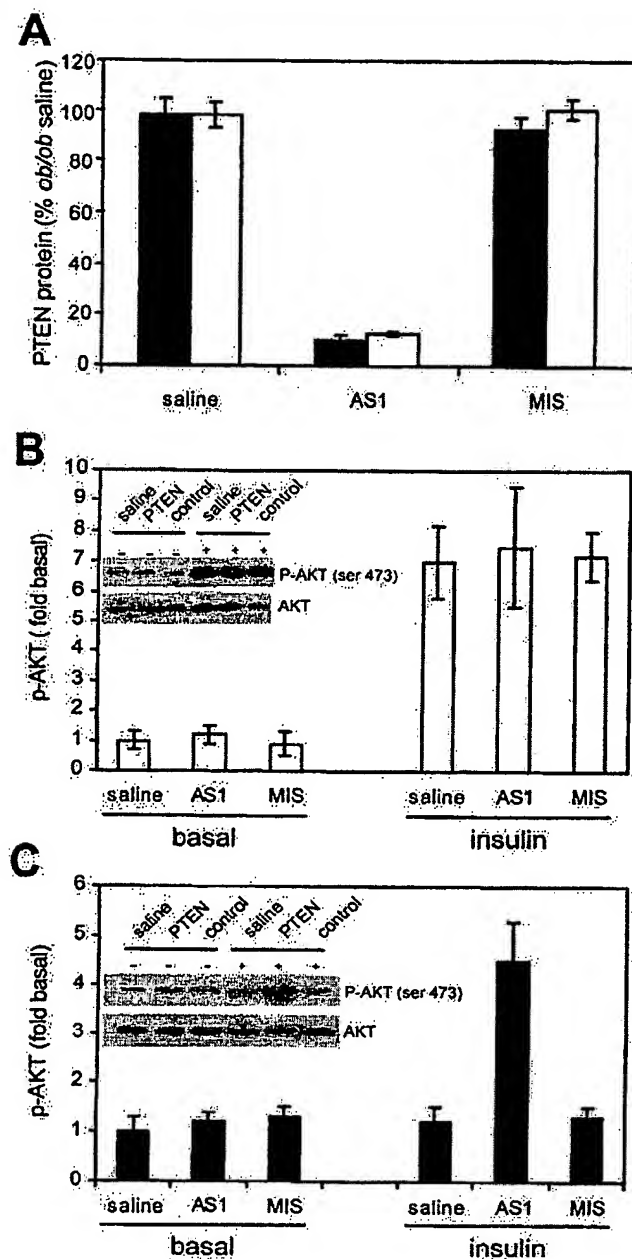 A
PTEN protein (% ob/ob saline)
120
100
80
60
40
20
0
saline AS1 MIS
B
p-AKT ( fold basal)
10
9
8
7
6
5
4
3
2
1
0
saline PTEN control saline PTEN control
- - - + + +
P-AKT (ser 473)
AKT
saline AS1 MIS saline AS1 MIS
basal insulin
C
p-AKT (fold basal)
6
5
4
3
2
1
0
saline PTEN control saline PTEN control
- - - + + +
P-AKT (ser 473)
AKT
saline AS1 MIS saline AS1 MIS
basal insulin